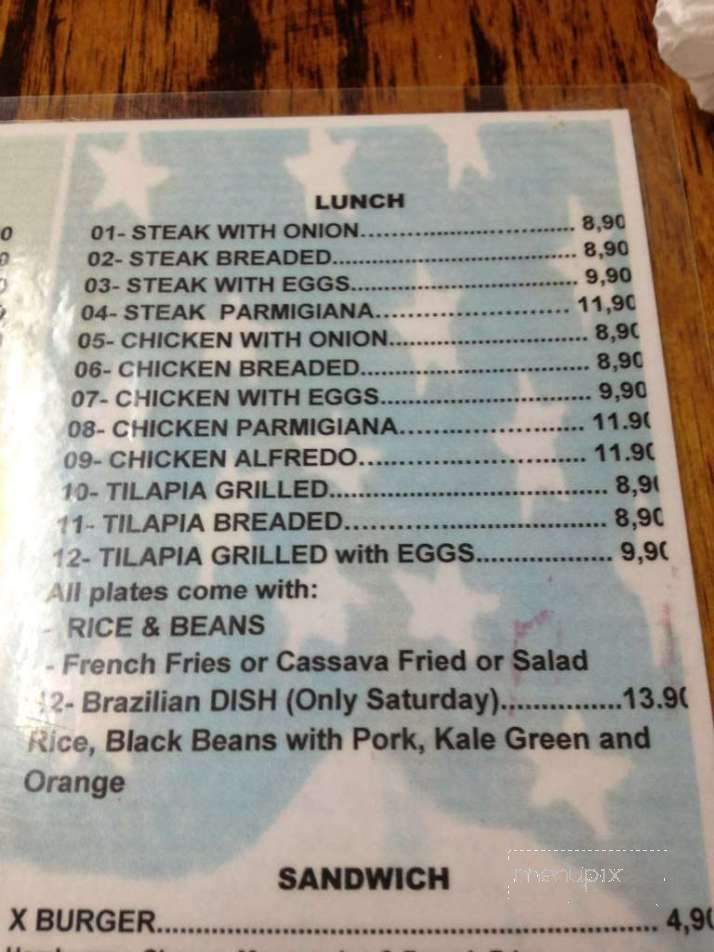 LUNCH
01- STEAK WITH ONION.......................... 8,90
02- STEAK BREADED.............................. 8,90
03- STEAK WITH EGGS............................ 9,90
04- STEAK  PARMIGIANA........................ 11,90
05- CHICKEN WITH ONION........................ 8,90
06- CHICKEN BREADED............................ 8,90
07- CHICKEN WITH EGGS.......................... 9,90
08- CHICKEN PARMIGIANA........................ 11.90
09- CHICKEN ALFREDO............................ 11.90
10- TILAPIA GRILLED................................ 8,90
11- TILAPIA BREADED.............................. 8,90
12- TILAPIA GRILLED with EGGS................. 9,90
All plates come with:
- RICE & BEANS
- French Fries or Cassava Fried or Salad
12- Brazilian DISH (Only Saturday)................13.90
Rice, Black Beans with Pork, Kale Green and
Orange
SANDWICH
X BURGER............................................................... 4,90
menupix